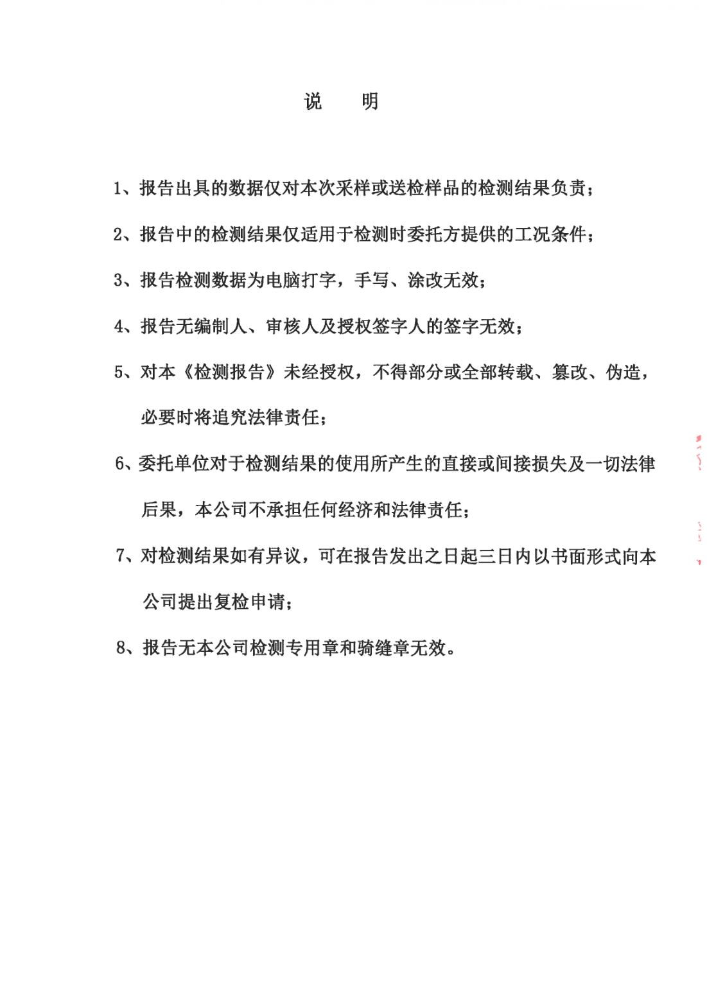 说 明
1、报告出具的数据仅对本次采样或送检样品的检测结果负责；
2、报告中的检测结果仅适用于检测时委托方提供的工况条件；
3、报告检测数据为电脑打字，手写、涂改无效；
4、报告无编制人、审核人及授权签字人的签字无效；
5、对本《检测报告》未经授权，不得部分或全部转载、篡改、伪造，
必要时将追究法律责任；
6、委托单位对于检测结果的使用所产生的直接或间接损失及一切法律
后果，本公司不承担任何经济和法律责任；
7、对检测结果如有异议，可在报告发出之日起三日内以书面形式向本
公司提出复检申请；
8、报告无本公司检测专用章和骑缝章无效。